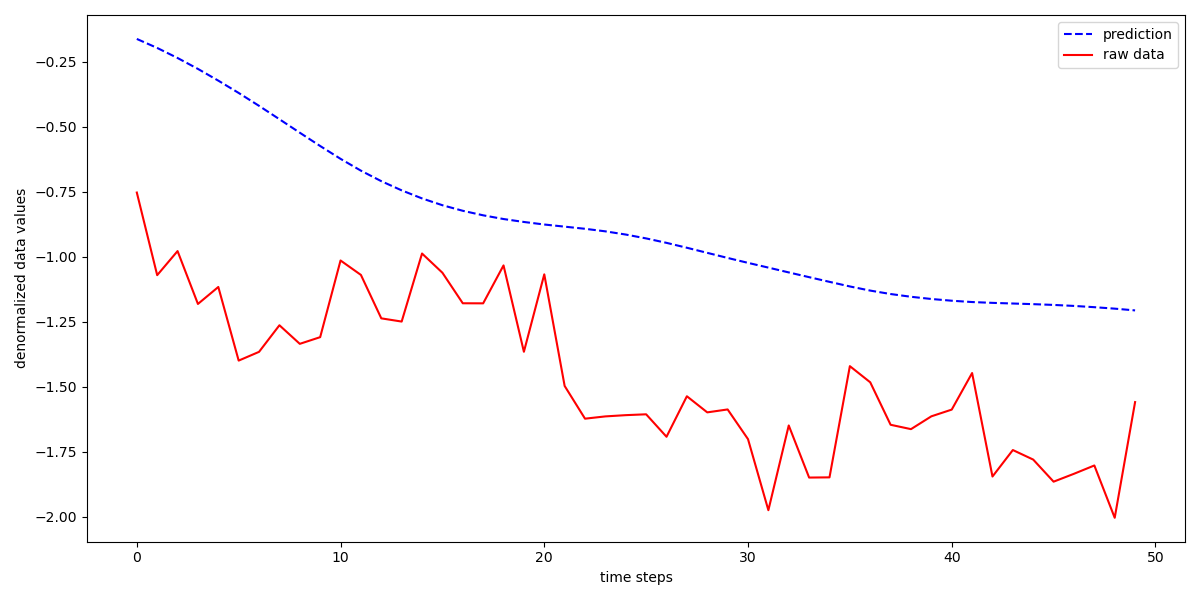 prediction
raw data
−0.25
−0.50
−0.75
−1.00
−1.25
−1.50
−1.75
−2.00
denormalized data values
0 10 20 30 40 50
time steps